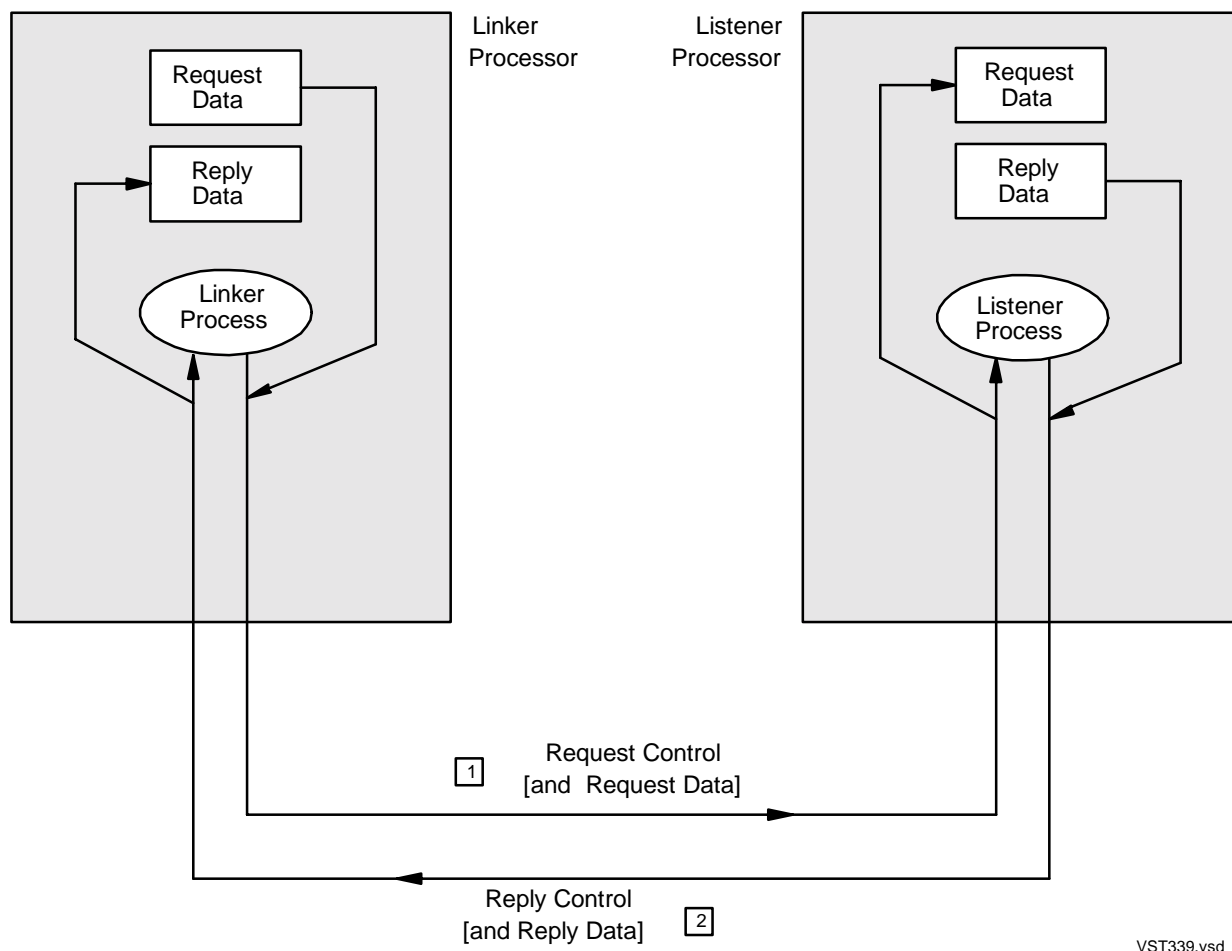 Linker
Processor
Request
Data
Reply
Data
Linker
Process
Listener
Processor
Request
Data
Reply
Data
Listener
Process
1
Request Control
[and Request Data]
Reply Control
[and Reply Data]
2
VST339.vsd